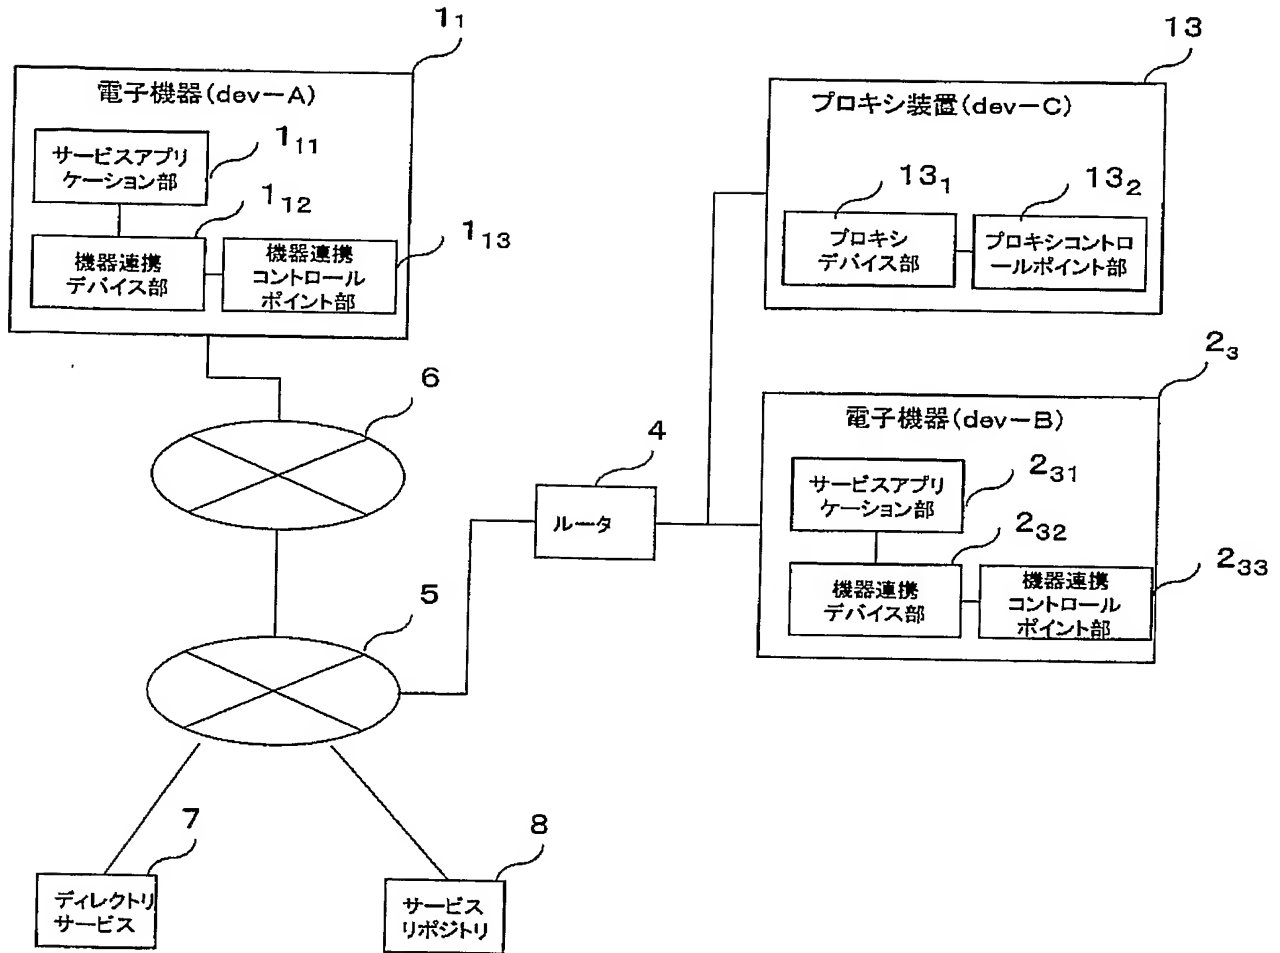 1₁
電子機器(dev－A)
サービスアプリ
ケーション部
1₁₁
1₁₂
機器連携
デバイス部
機器連携
コントロール
ポイント部
1₁₃
13
プロキシ装置(dev－C)
13₁
13₂
プロキシ
デバイス部
プロキシコントロ
ールポイント部
6
4
ルータ
2₃
電子機器(dev－B)
サービスアプリ
ケーション部
2₃₁
2₃₂
機器連携
デバイス部
機器連携
コントロール
ポイント部
2₃₃
5
7
ディレクトリ
サービス
8
サービス
リポジトリ